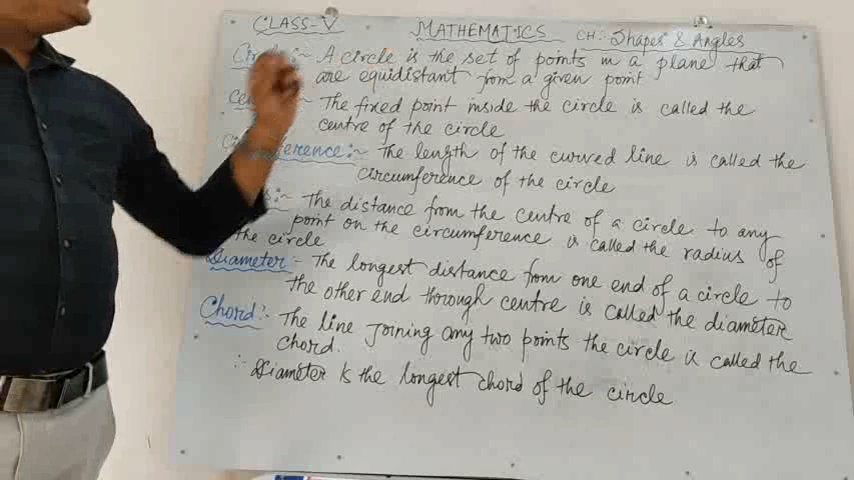 CLASS-V MATHEMATICS CH:- Shapes & Angles
Circle:~ A circle is the set of points in a plane that
are equidistant from a given point
The fixed point inside the circle is called the
centre of the circle
The length of the curved line is called the
circumference of the circle
The distance from the centre of a circle to any
point on the circumference is called the radius of
the circle
Diameter - The longest distance from one end of a circle to
the other end thorough centre is called the diameter
Chord:- The line joining any two points the circle is called the
chord.
∴ Diameter is the longest chord of the circle